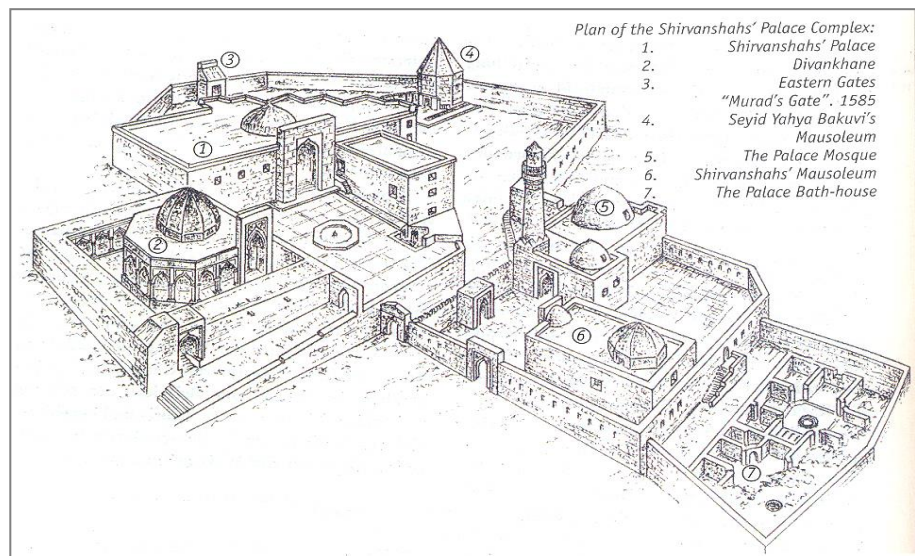 Plan of the Shirvanshahs' Palace Complex:
1. Shirvanshahs' Palace
2. Divankhane
3. Eastern Gates
"Murad's Gate". 1585
4. Seyid Yahya Bakuvi's
Mausoleum
5. The Palace Mosque
6. Shirvanshahs' Mausoleum
7. The Palace Bath-house
3
4
1
5
2
6
7